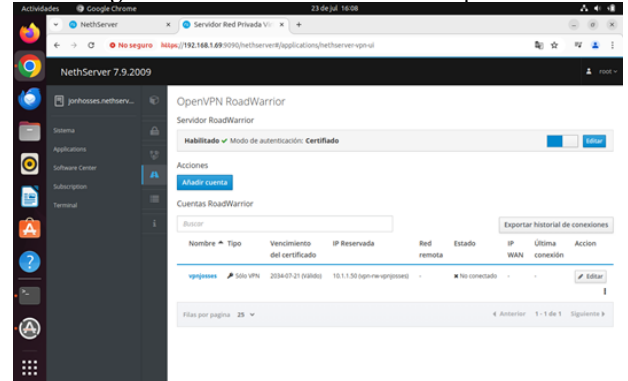 Actividades Google Chrome 23 de jul 16:08
NethServer Servidor Red Privada Vi
No seguro https://192.168.1.69:9090/nethserver#/applications/nethserver-vpn-ui
NethServer 7.9.2009 root
jonhosses.nethserv...
Sistema
Applications
Software Center
Subscription
Terminal
OpenVPN RoadWarrior
Servidor RoadWarrior
Habilitado Modo de autenticación: Certifiado
Editar
Acciones
Añadir cuenta
Cuentas RoadWarrior
Buscar
Exportar historial de conexiones
Nombre Tipo Vencimiento del certificado IP Reservada Red remota Estado IP WAN Última conexión Accion
vpnjosses Sólo VPN 2034-07-21 (Válido) 10.1.1.50 (opn-rw-vpnjosses) - No conectado - - Editar
Filas por pagina 25 Anterior 1 - 1 de 1 Siguiente